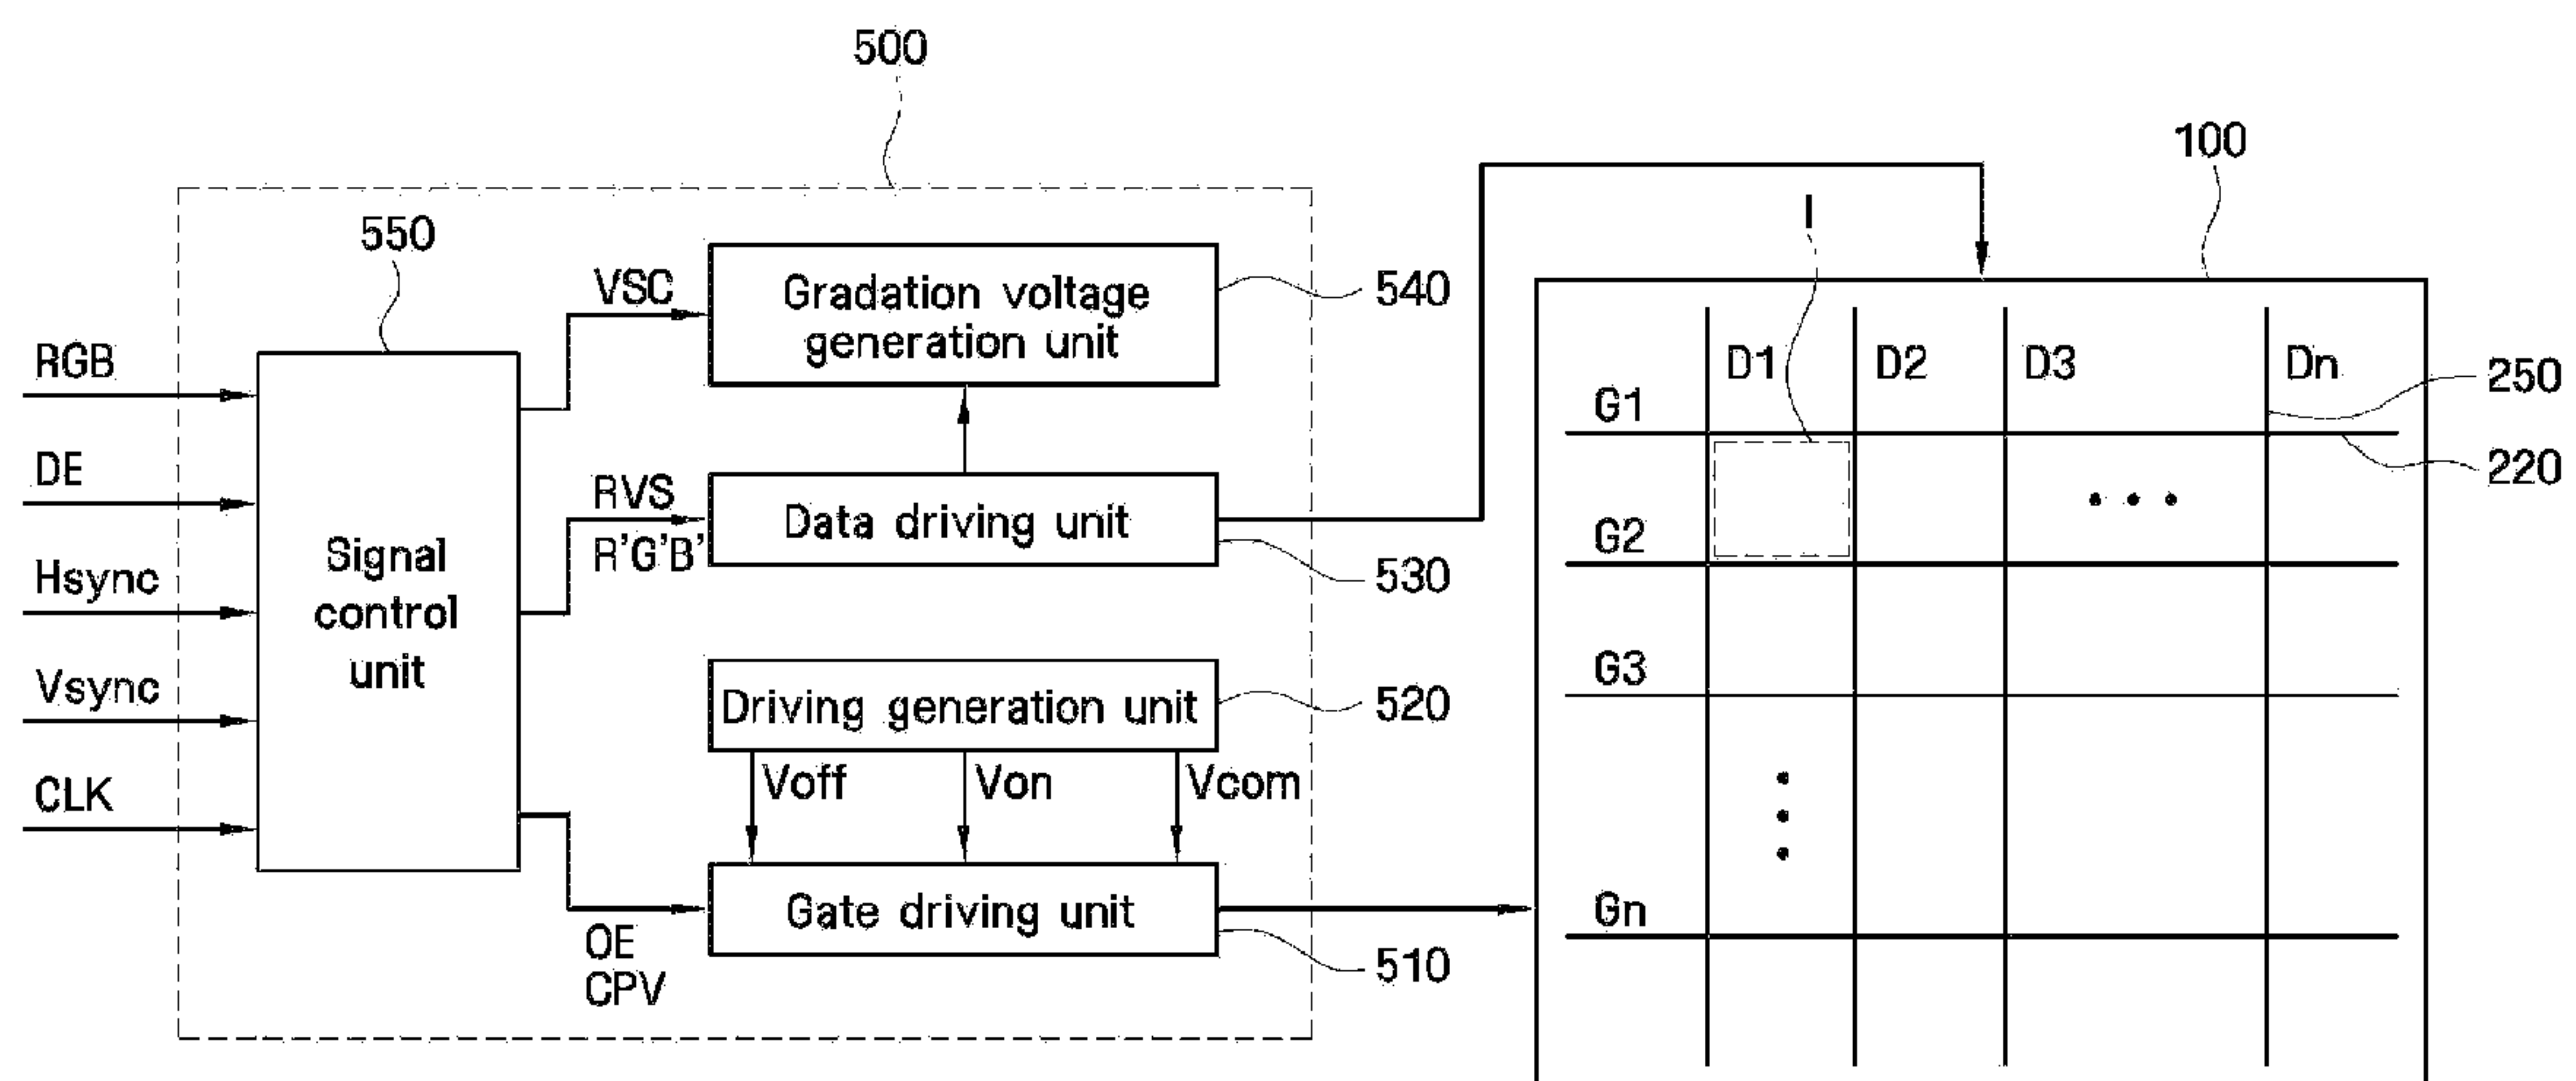 500
100
I
550
VSC
Gradation voltage
generation unit
540
RGB
D1
D2
D3
Dn
250
G1
DE
220
RVS
R'G'B'
Data driving unit
530
G2
Signal
control
unit
Hsync
Vsync
Driving generation unit
520
G3
Voff
Von
Vcom
CLK
Gate driving unit
510
Gn
OE
CPV